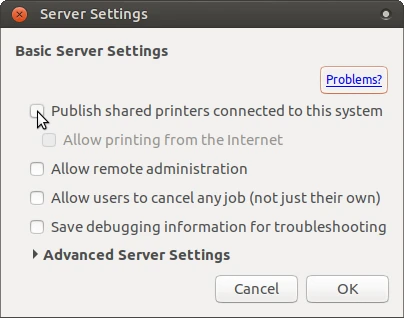 Server Settings
Basic Server Settings
Problems?
Publish shared printers connected to this system
Allow printing from the Internet
Allow remote administration
Allow users to cancel any job (not just their own)
Save debugging information for troubleshooting
Advanced Server Settings
Cancel OK